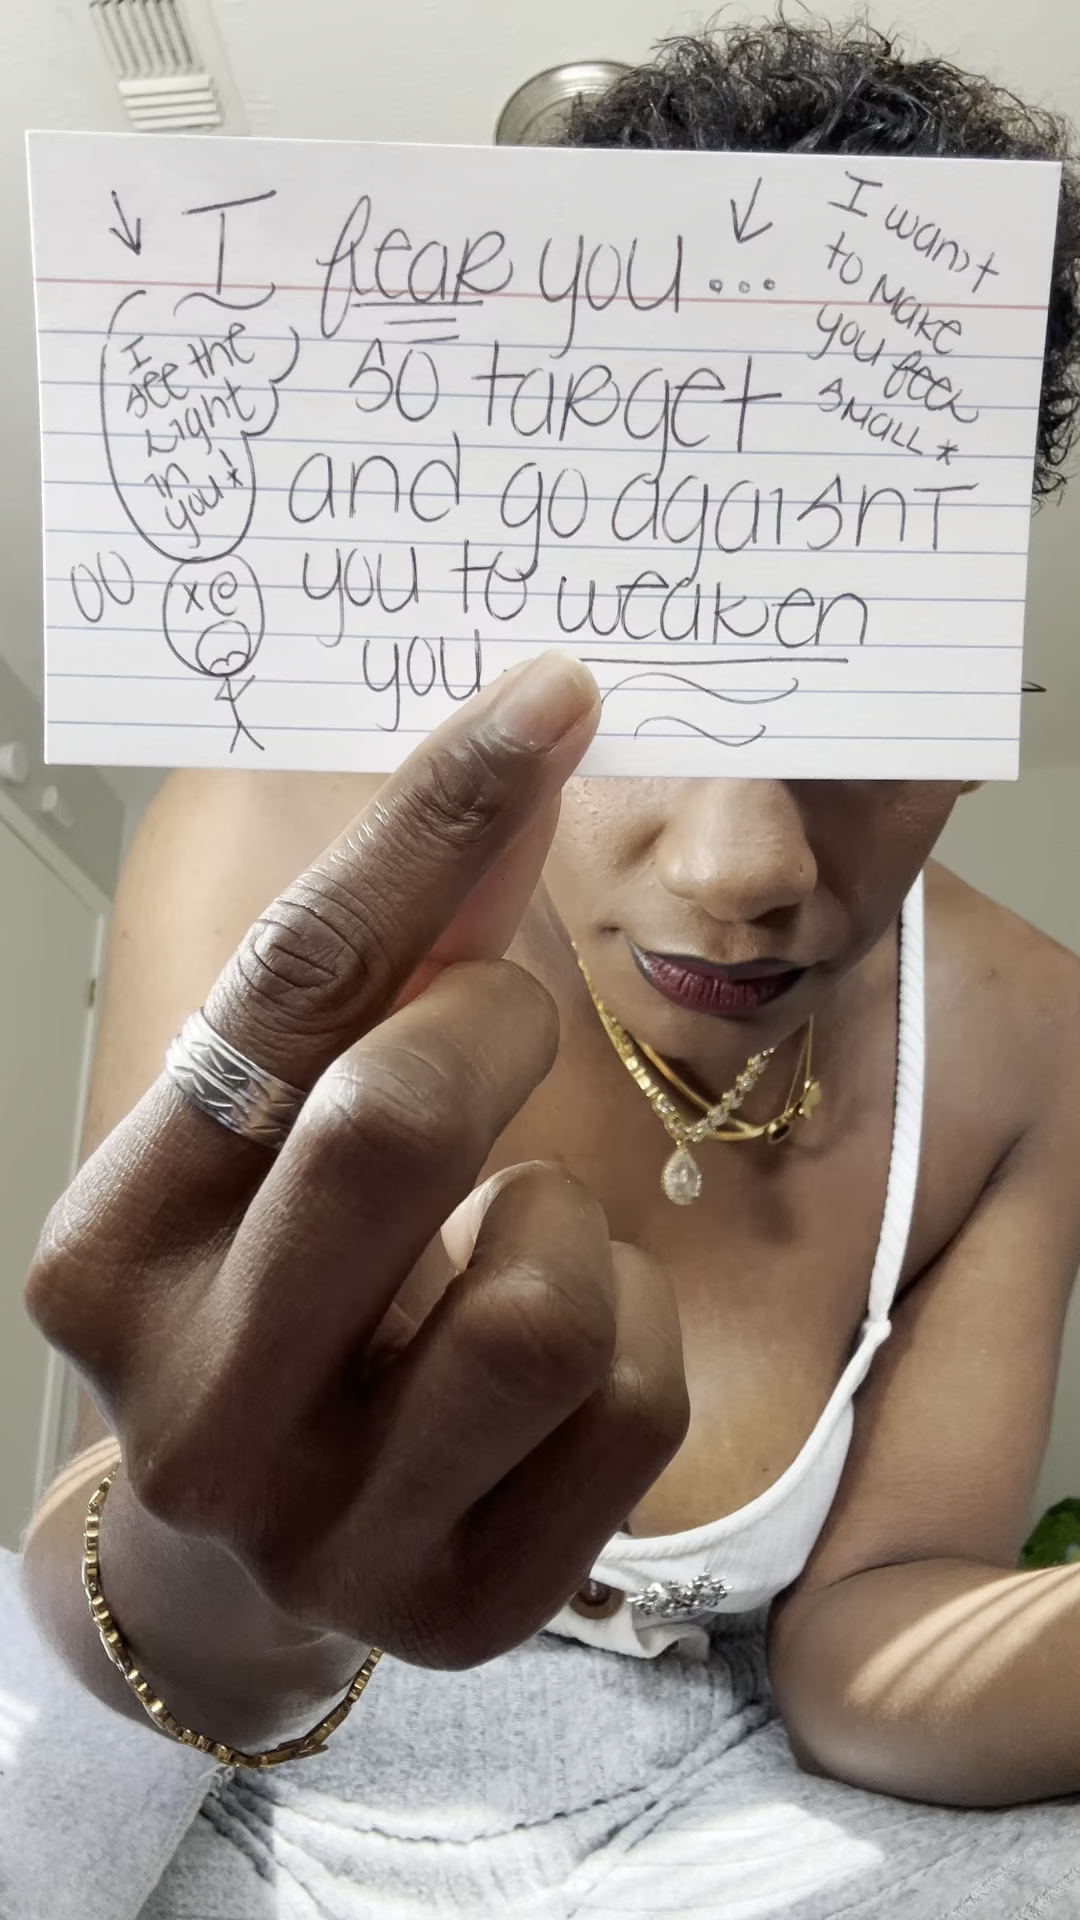 I fear you...
so target
and go agaisnt
you to weaken
you
I want
to make
you feel
small*
I
see the
light
in
you!*